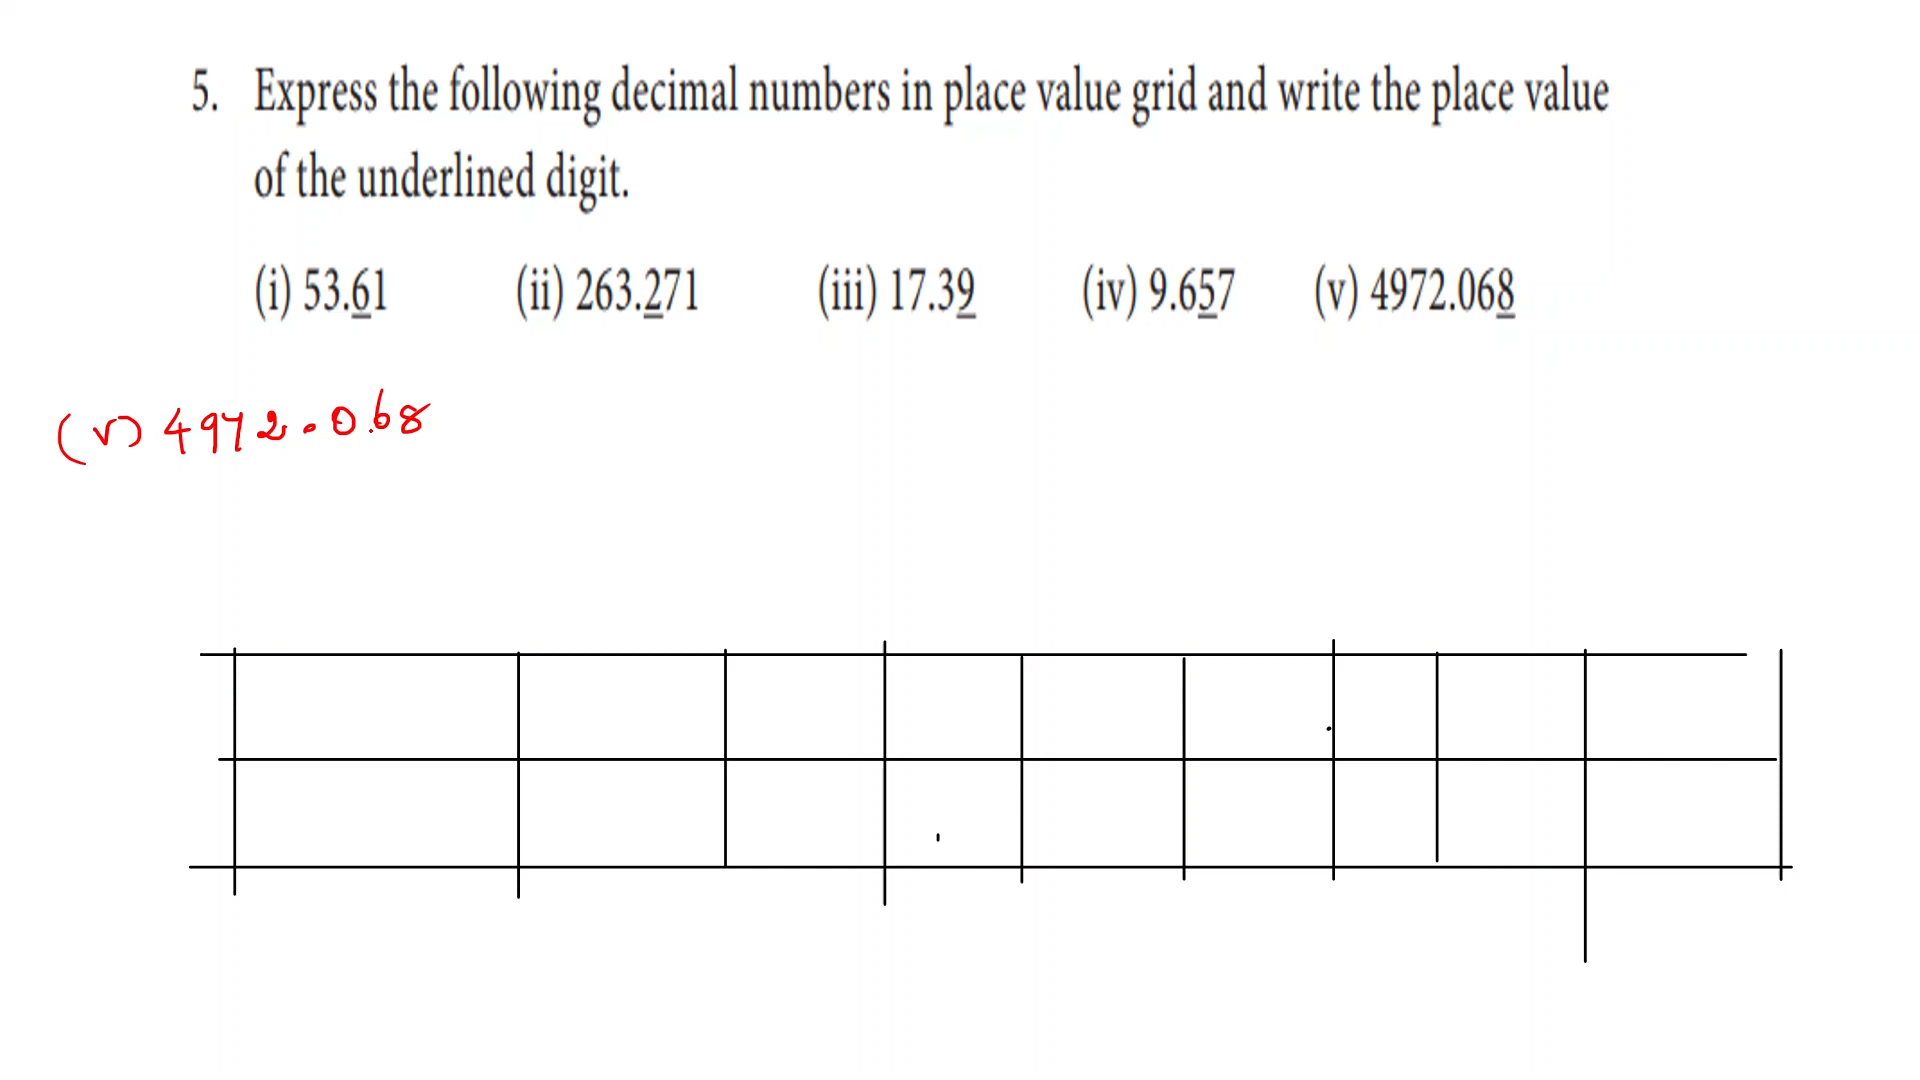 5. Express the following decimal numbers in place value grid and write the place value
of the underlined digit.
(i) 53.61 (ii) 263.271 (iii) 17.39 (iv) 9.657 (v) 4972.068
(v) 4972.068